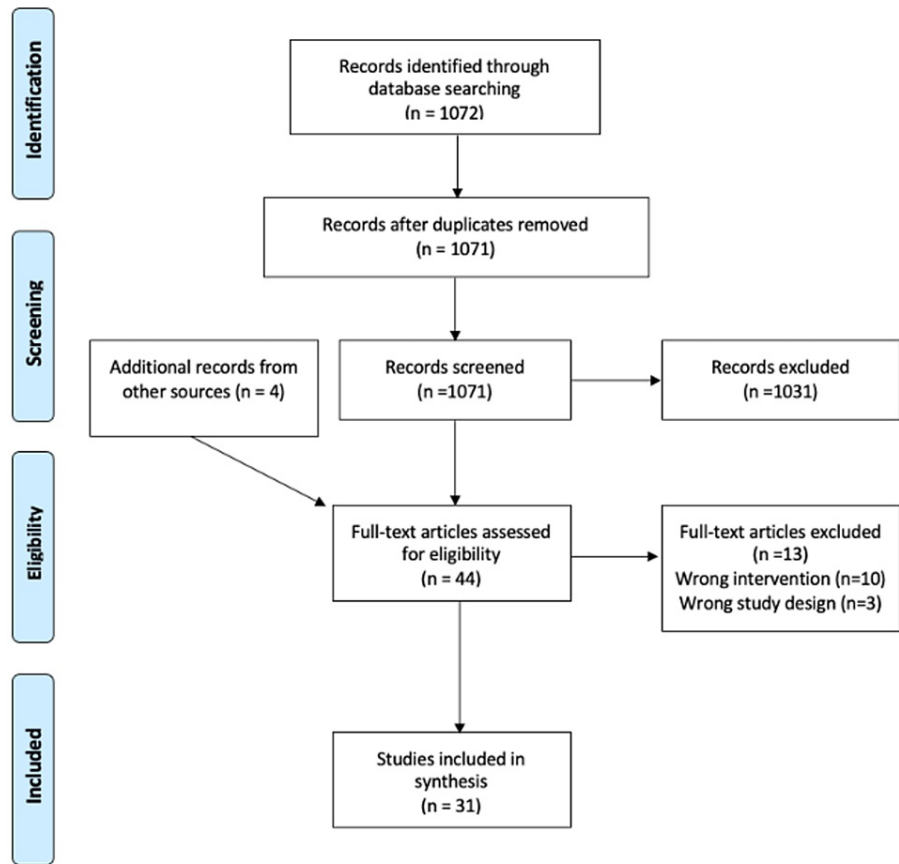 Identification
Records identified through
database searching
(n = 1072)
Records after duplicates removed
(n = 1071)
Screening
Additional records from
other sources (n = 4)
Records screened
(n =1071)
Records excluded
(n =1031)
Eligibility
Full-text articles assessed
for eligibility
(n = 44)
Full-text articles excluded
(n =13)
Wrong intervention (n=10)
Wrong study design (n=3)
Included
Studies included in
synthesis
(n = 31)